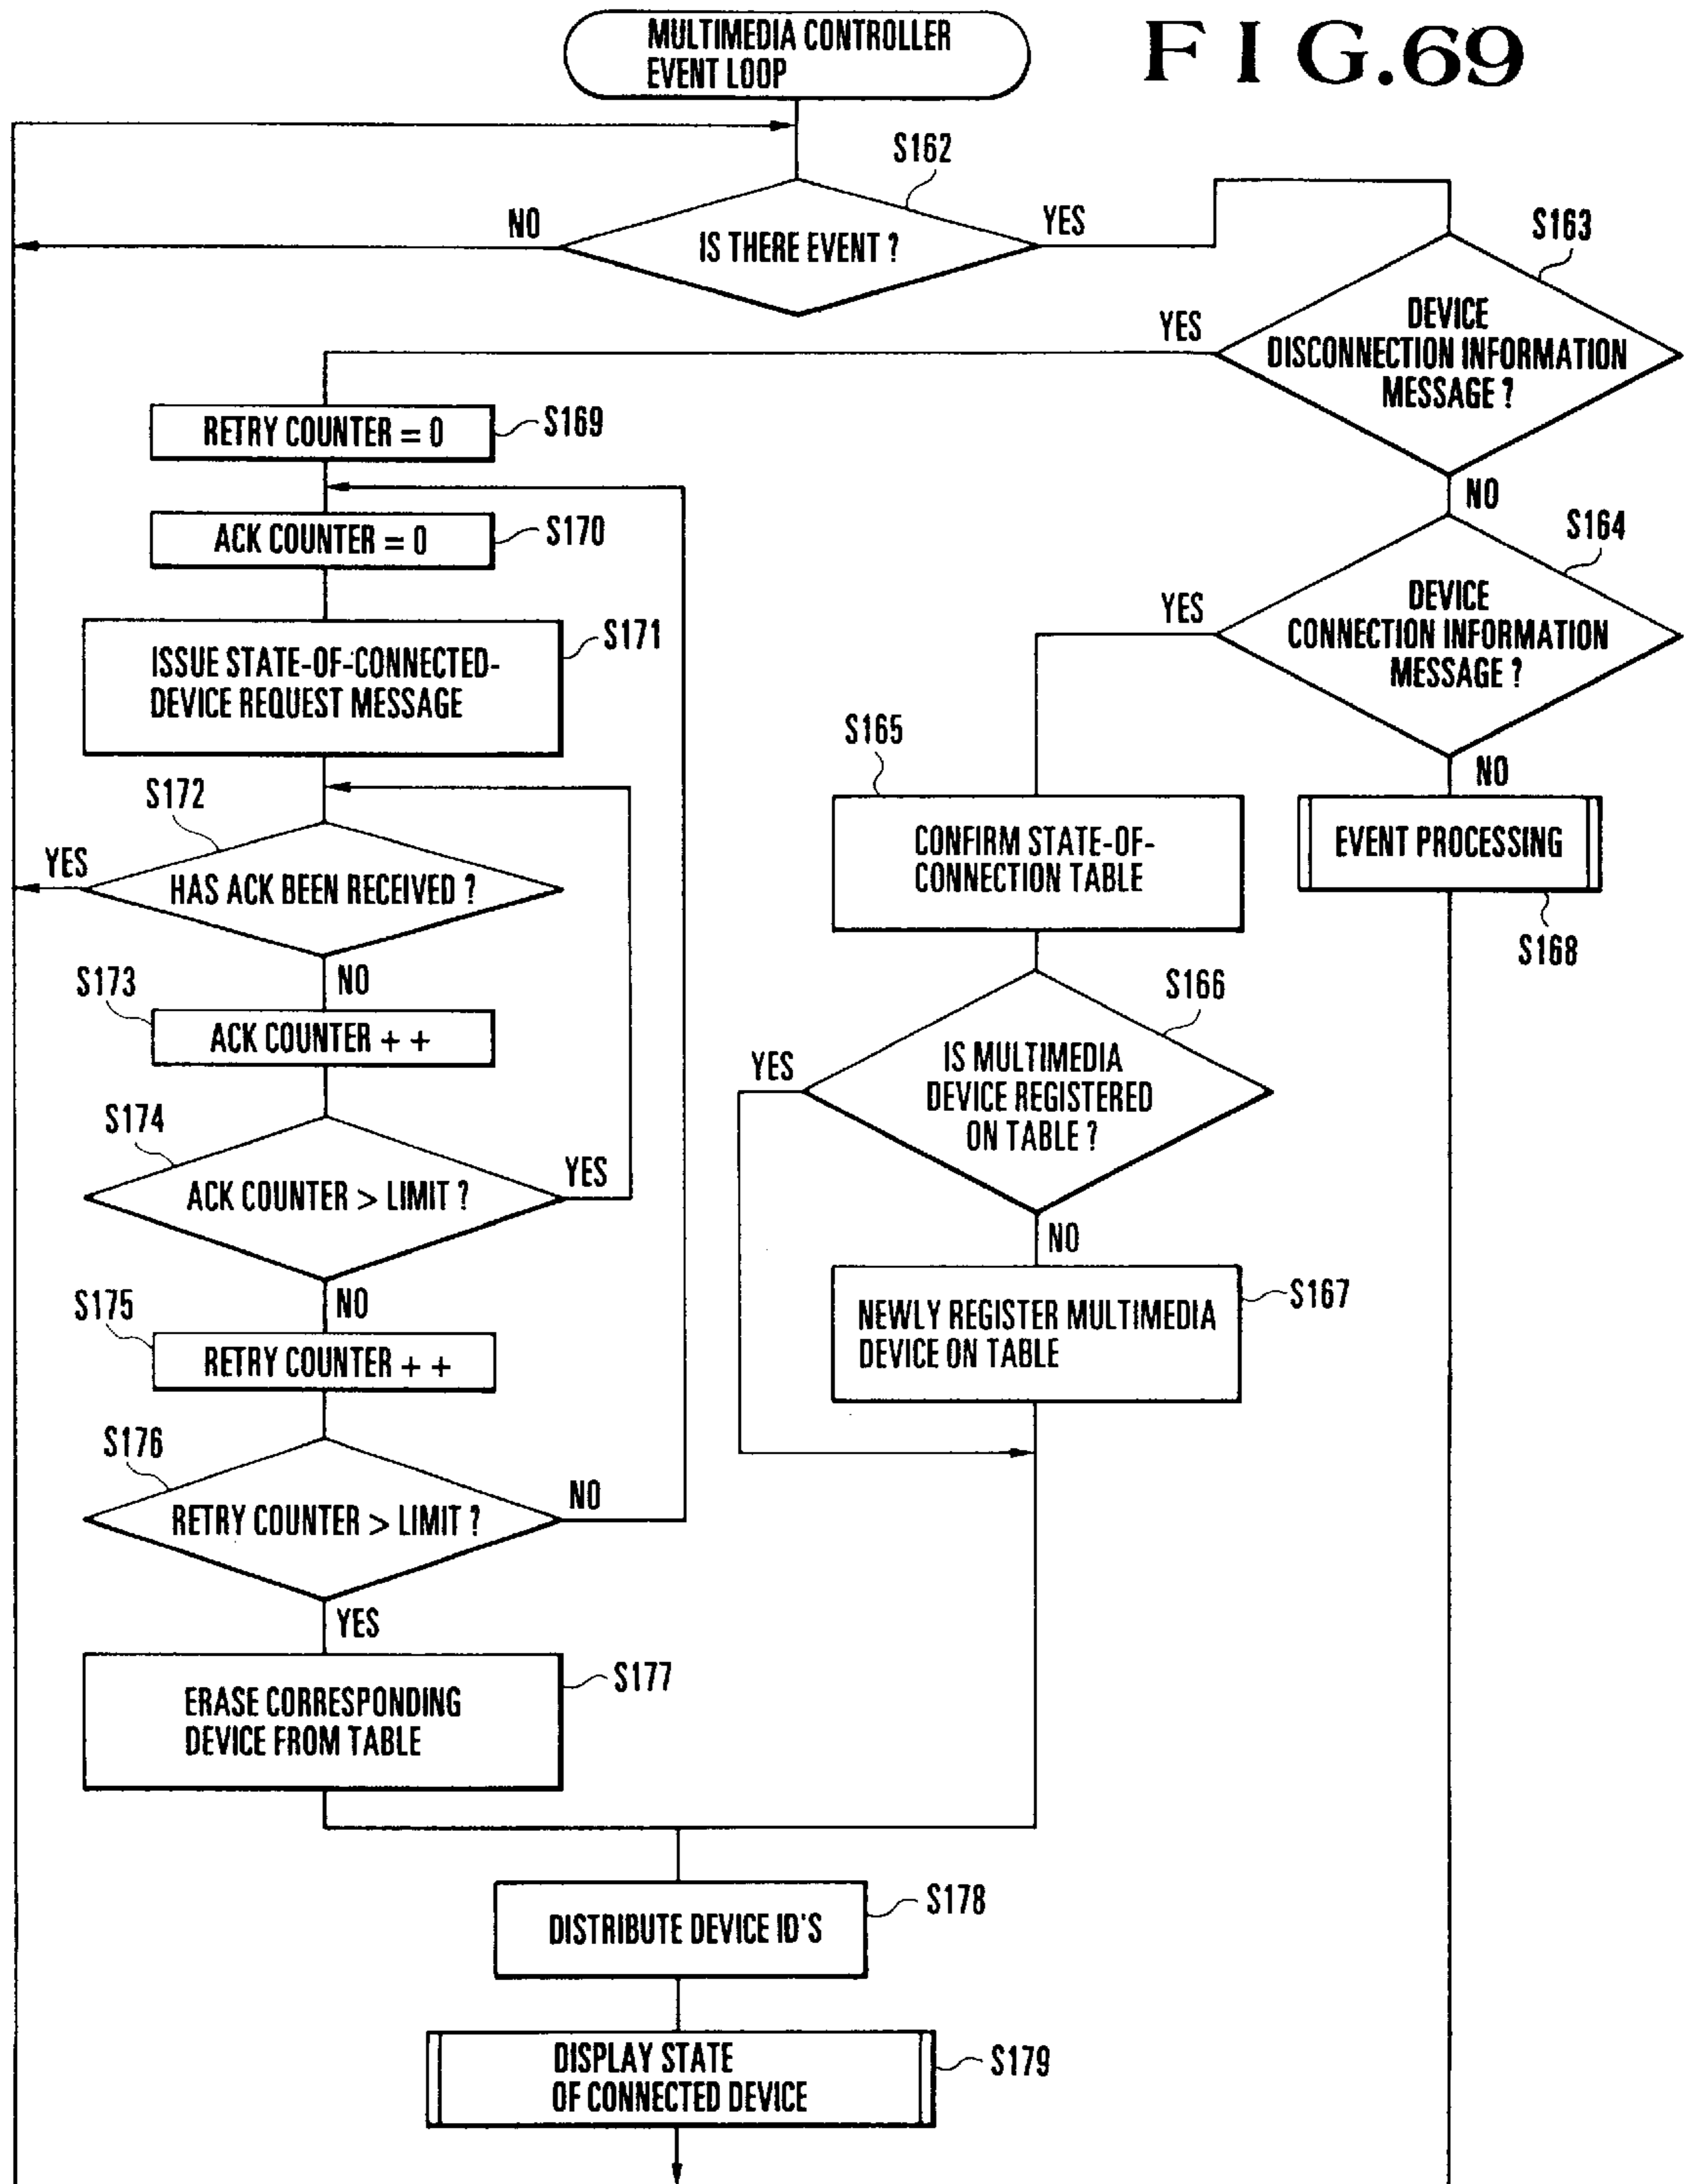 MULTIMEDIA CONTROLLER
EVENT LOOP
FIG.69
S162
IS THERE EVENT ?
NO
YES
S163
DEVICE
DISCONNECTION INFORMATION
MESSAGE ?
YES
NO
RETRY COUNTER = 0
S169
ACK COUNTER = 0
S170
S164
DEVICE
CONNECTION INFORMATION
MESSAGE ?
YES
NO
ISSUE STATE-OF-CONNECTED-
DEVICE REQUEST MESSAGE
S171
S165
CONFIRM STATE-OF-
CONNECTION TABLE
EVENT PROCESSING
S168
S172
YES
HAS ACK BEEN RECEIVED ?
NO
S173
ACK COUNTER + +
S166
YES
IS MULTIMEDIA
DEVICE REGISTERED
ON TABLE ?
NO
S174
ACK COUNTER > LIMIT ?
YES
NO
NEWLY REGISTER MULTIMEDIA
DEVICE ON TABLE
S167
S175
RETRY COUNTER + +
S176
RETRY COUNTER > LIMIT ?
NO
YES
ERASE CORRESPONDING
DEVICE FROM TABLE
S177
DISTRIBUTE DEVICE ID'S
S178
DISPLAY STATE
OF CONNECTED DEVICE
S179